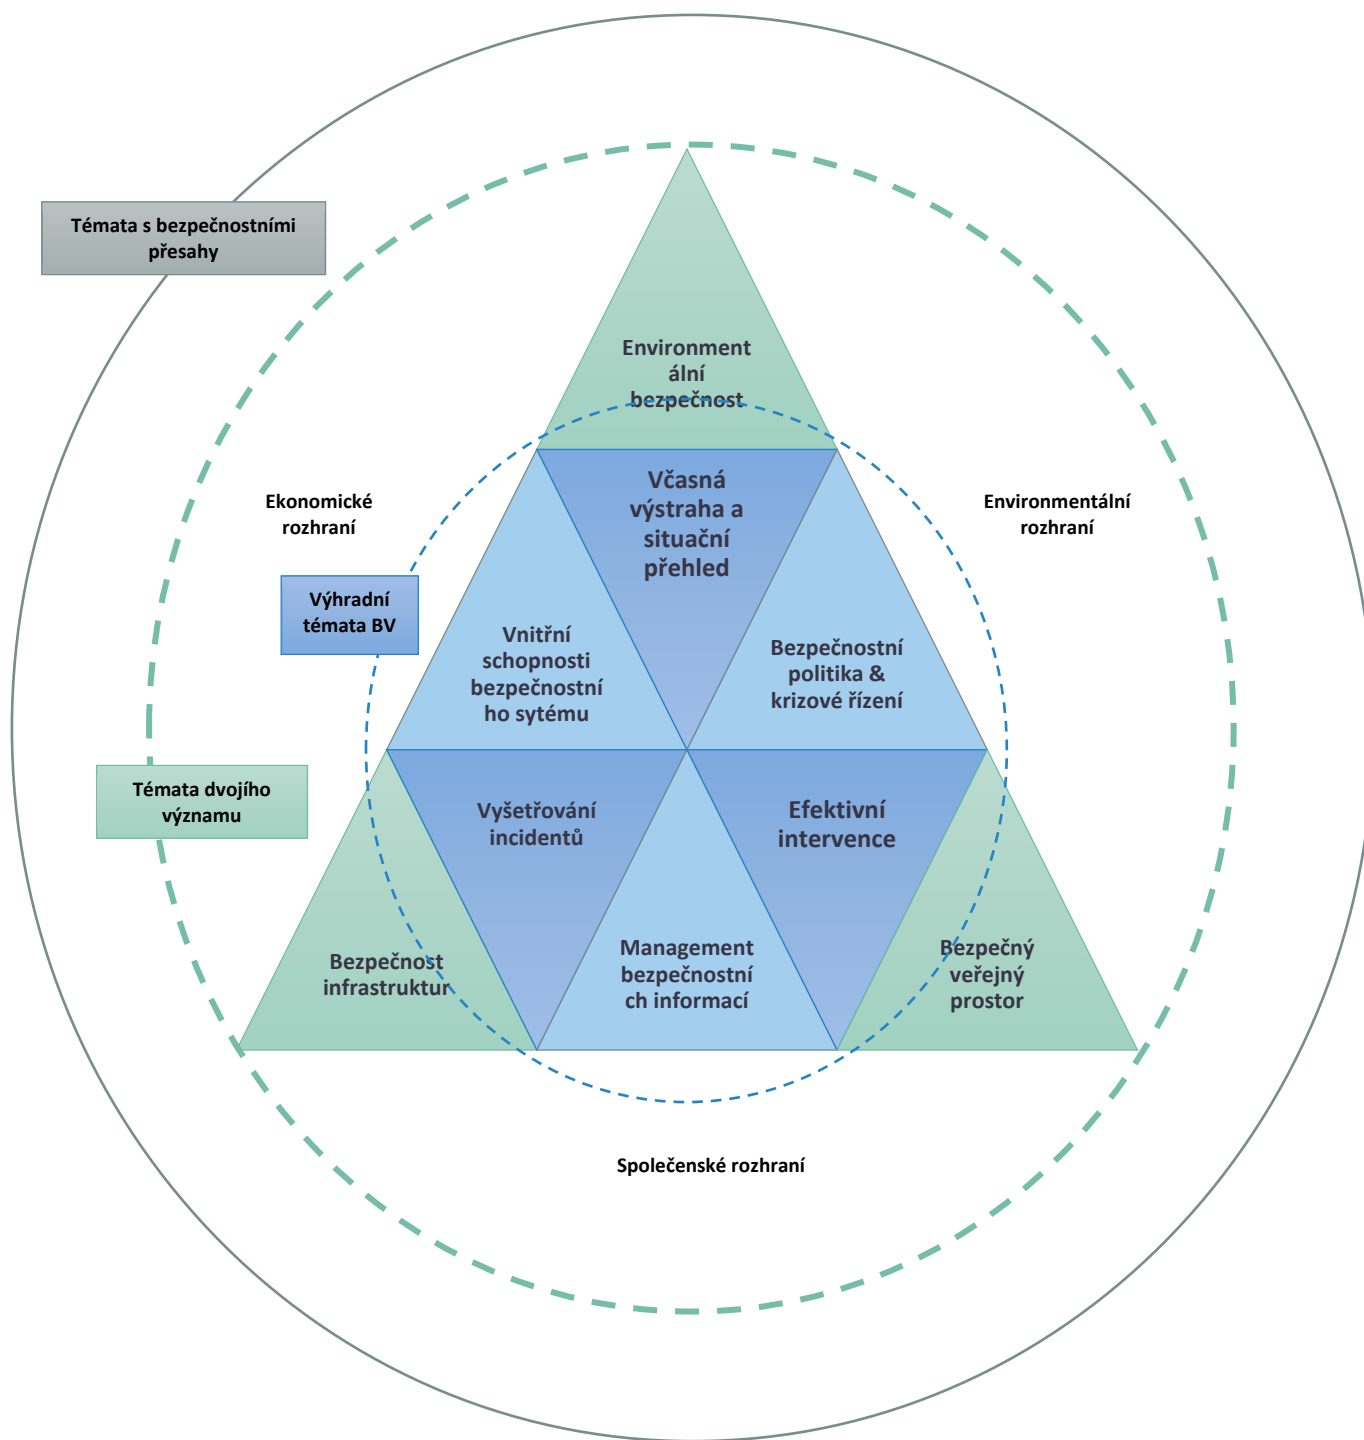 Témata s bezpečnostními
přesahy
Environment
ální
bezpečnost
Včasná
výstraha a
situační
přehled
Ekonomické
rozhraní
Environmentální
rozhraní
Výhradní
témata BV
Vnitřní
schopnosti
bezpečnostní
ho sytému
Bezpečnostní
politika &
krizové řízení
Témata dvojího
významu
Vyšetřování
incidentů
Efektivní
intervence
Bezpečnost
infrastruktur
Management
bezpečnostní
ch informací
Bezpečný
veřejný
prostor
Společenské rozhraní